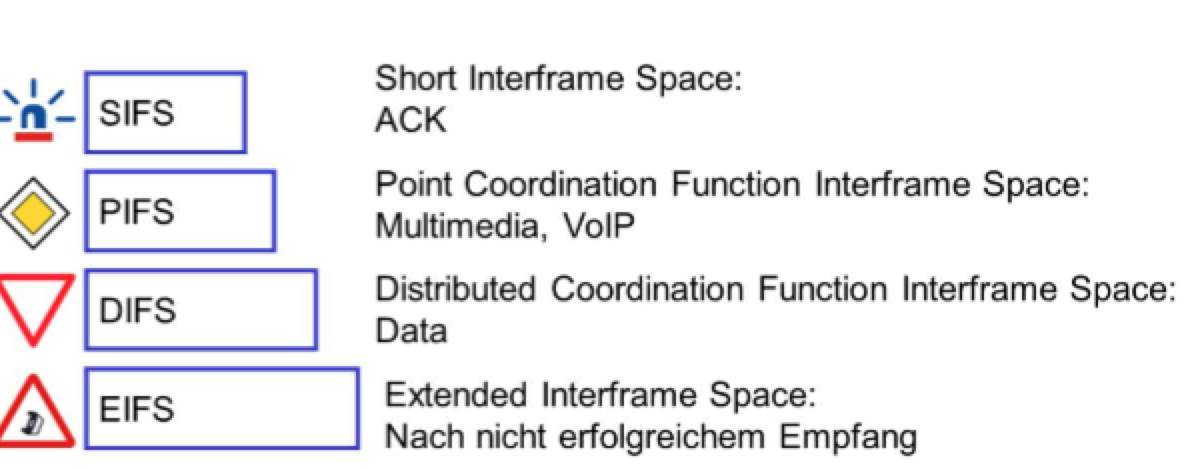 SIFS
Short Interframe Space:
ACK
PIFS
Point Coordination Function Interframe Space:
Multimedia, VoIP
DIFS
Distributed Coordination Function Interframe Space:
Data
EIFS
Extended Interframe Space:
Nach nicht erfolgreichem Empfang